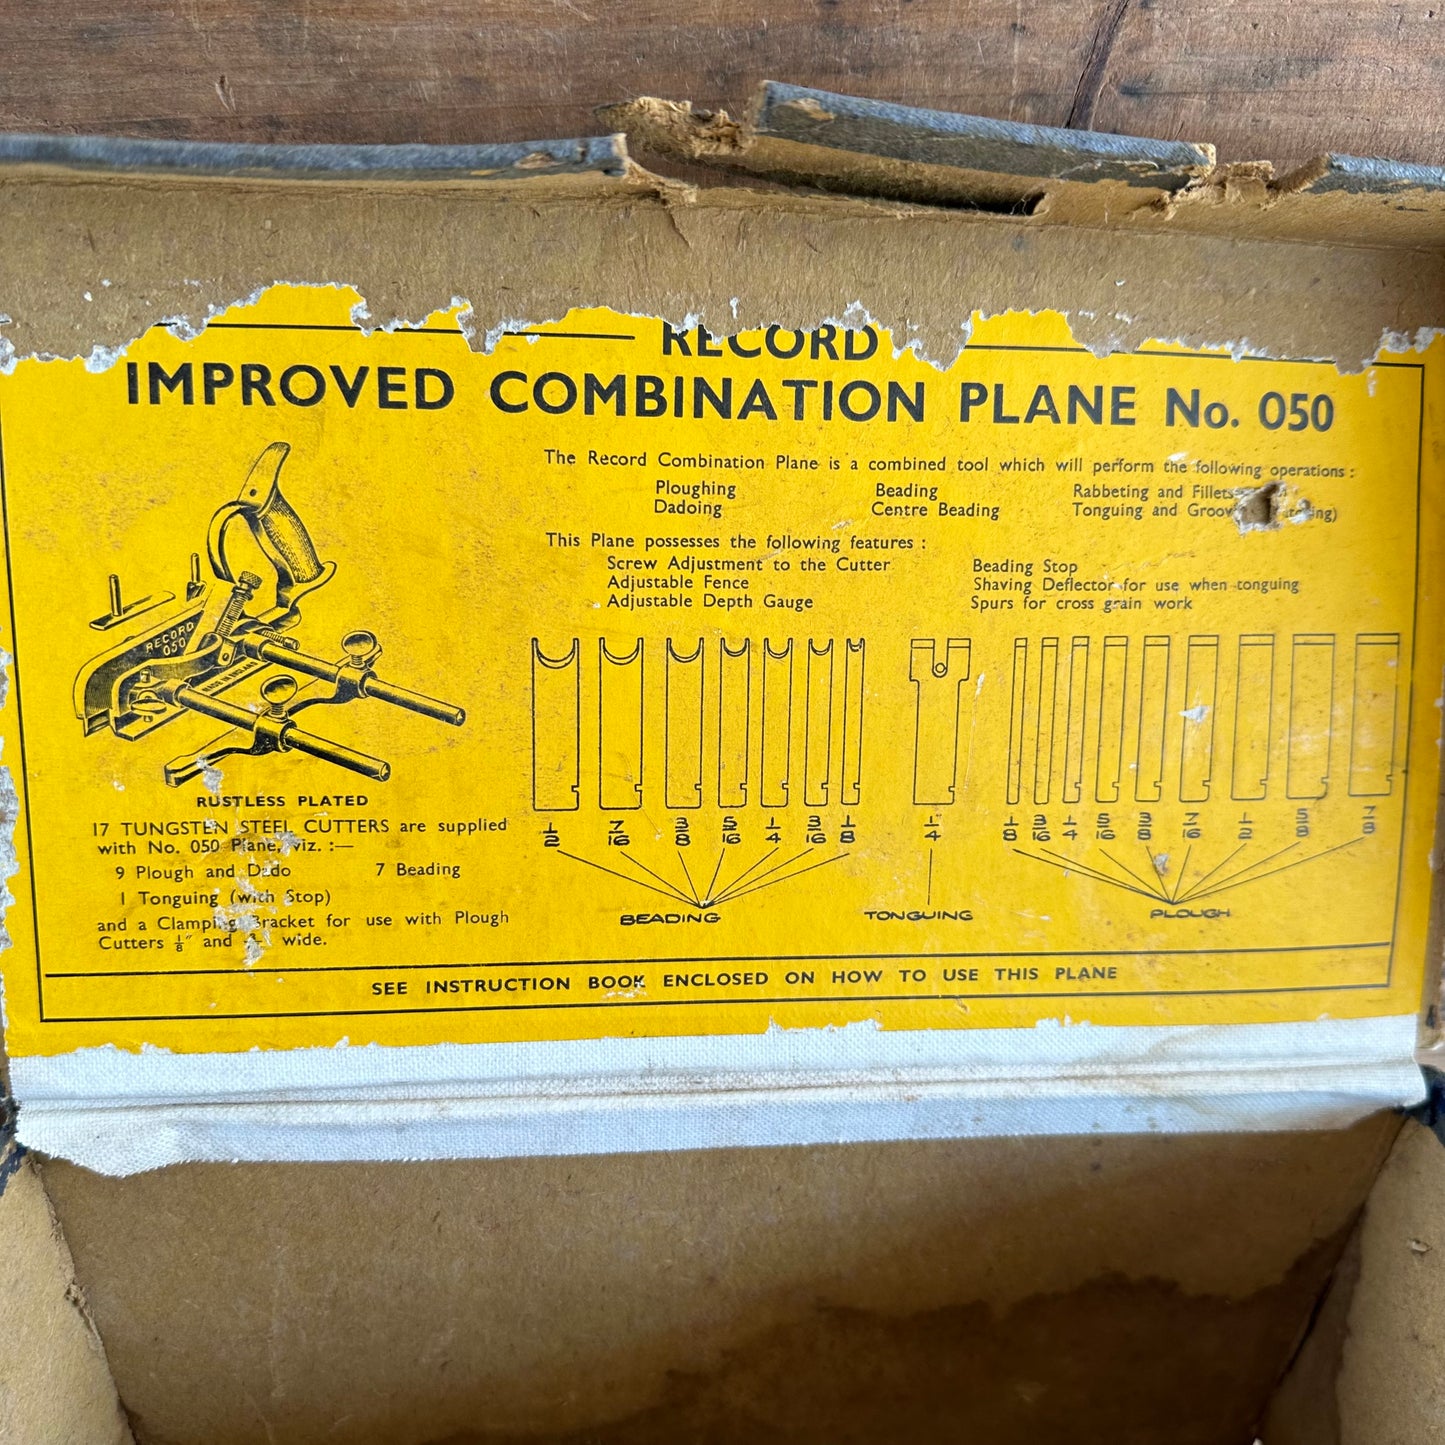 RECORD
IMPROVED COMBINATION PLANE No. 050
The Record Combination Plane is a combined tool which will perform the following operations :
Ploughing Beading Rabbeting and Fillets
Dadoing Centre Beading Tonguing and Groov ing)
This Plane possesses the following features :
Screw Adjustment to the Cutter Beading Stop
Adjustable Fence Shaving Deflector for use when tonguing
Adjustable Depth Gauge Spurs for cross grain work
RECORD
050
MADE IN ENGLAND
RUSTLESS PLATED
17 TUNGSTEN STEEL CUTTERS are supplied
with No. 050 Plane, viz. :—
9 Plough and Dado 7 Beading
1 Tonguing (with Stop)
and a Clamping Bracket for use with Plough
Cutters 1/8" and wide.
1/2 7/16 3/8 5/16 1/4 3/16 1/8 1/4 1/8 3/16 1/4 5/16 3/8 7/16 1/2 5/8 7/8
BEADING TONGUING PLOUGH
SEE INSTRUCTION BOOK ENCLOSED ON HOW TO USE THIS PLANE